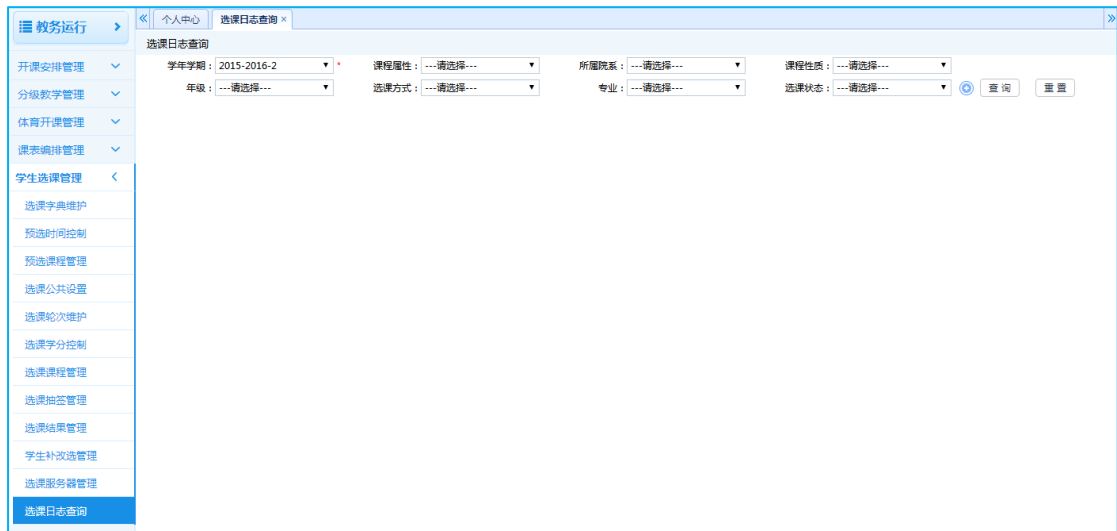 教务运行
个人中心 选课日志查询 ×
选课日志查询
学年学期：2015-2016-2 * 课程属性：---请选择--- 所属院系：---请选择--- 课程性质：---请选择---
年级：---请选择--- 选课方式：---请选择--- 专业：---请选择--- 选课状态：---请选择--- 查询 重置
开课安排管理
分级教学管理
体育开课管理
课表编排管理
学生选课管理
选课字典维护
预选时间控制
预选课程管理
选课公共设置
选课轮次维护
选课学分控制
选课课程管理
选课抽签管理
选课结果管理
学生补改选管理
选课服务器管理
选课日志查询